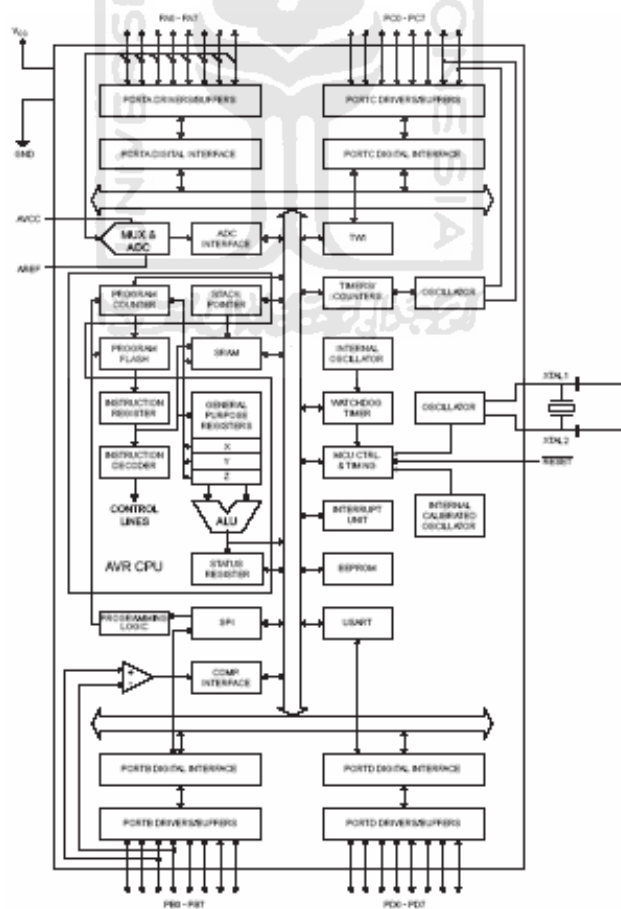 PA0 - PA7
PC0 - PC7
VCC
GND
PORTA DRIVERS/BUFFERS
PORTC DRIVERS/BUFFERS
PORTA DIGITAL INTERFACE
PORTC DIGITAL INTERFACE
AVCC
AREF
MUX &
ADC
ADC
INTERFACE
TWI
PROGRAM
COUNTER
STACK
POINTER
TIMERS/
COUNTERS
OSCILLATOR
PROGRAM
FLASH
SRAM
INTERNAL
OSCILLATOR
INSTRUCTION
REGISTER
GENERAL
PURPOSE
REGISTERS
X
Y
Z
WATCHDOG
TIMER
OSCILLATOR
XTAL1
XTAL2
INSTRUCTION
DECODER
MCU CTRL.
& TIMING
RESET
CONTROL
LINES
ALU
INTERRUPT
UNIT
INTERNAL
CALIBRATED
OSCILLATOR
AVR CPU
STATUS
REGISTER
EEPROM
PROGRAMMING
LOGIC
SPI
USART
+
-
COMP.
INTERFACE
PORTB DIGITAL INTERFACE
PORTD DIGITAL INTERFACE
PORTB DRIVERS/BUFFERS
PORTD DRIVERS/BUFFERS
PB0 - PB7
PD0 - PD7